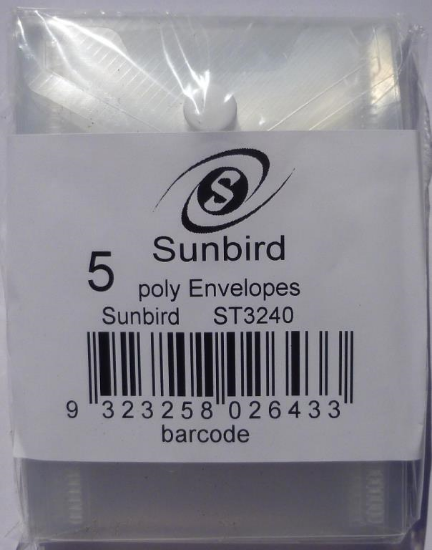 S
Sunbird
5 poly Envelopes
Sunbird ST3240
9 323258 026433
barcode